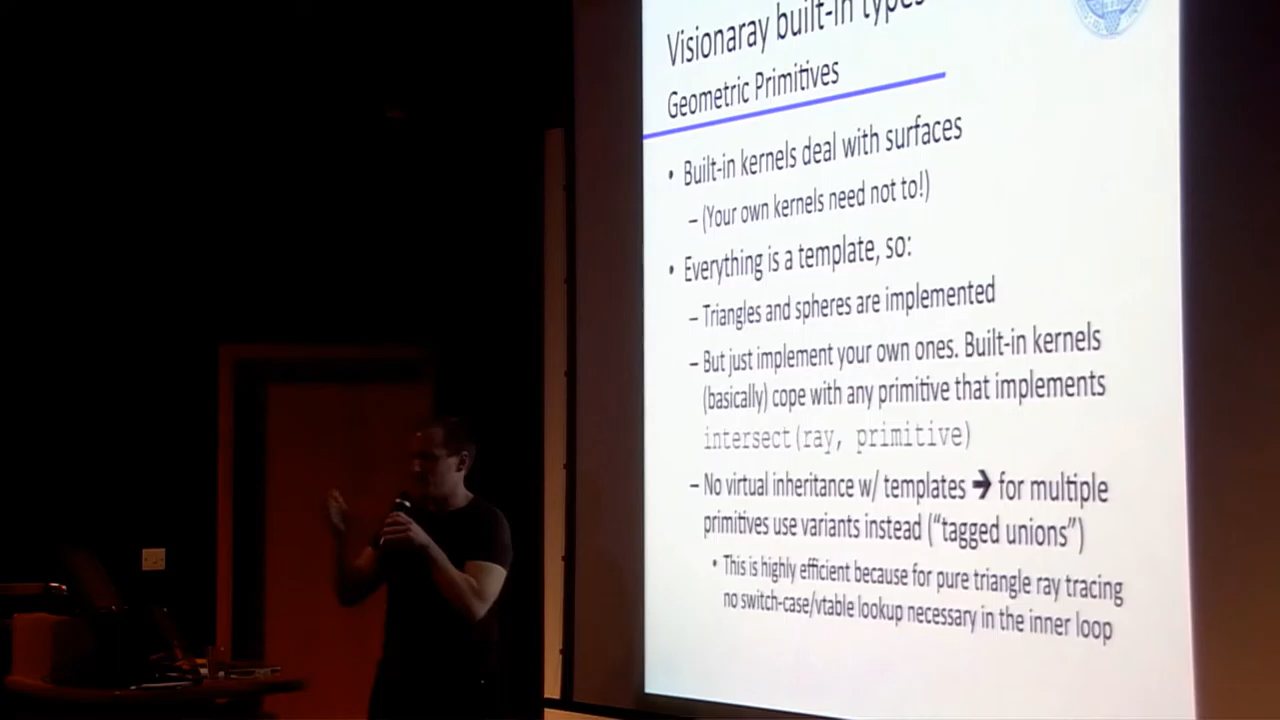 Visionaray built-in types
Geometric Primitives
• Built-in kernels deal with surfaces
– (Your own kernels need not to!)
• Everything is a template, so:
– Triangles and spheres are implemented
– But just implement your own ones. Built-in kernels
(basically) cope with any primitive that implements
intersect(ray, primitive)
– No virtual inheritance w/ templates ➔ for multiple
primitives use variants instead (“tagged unions”)
• This is highly efficient because for pure triangle ray tracing
no switch-case/vtable lookup necessary in the inner loop